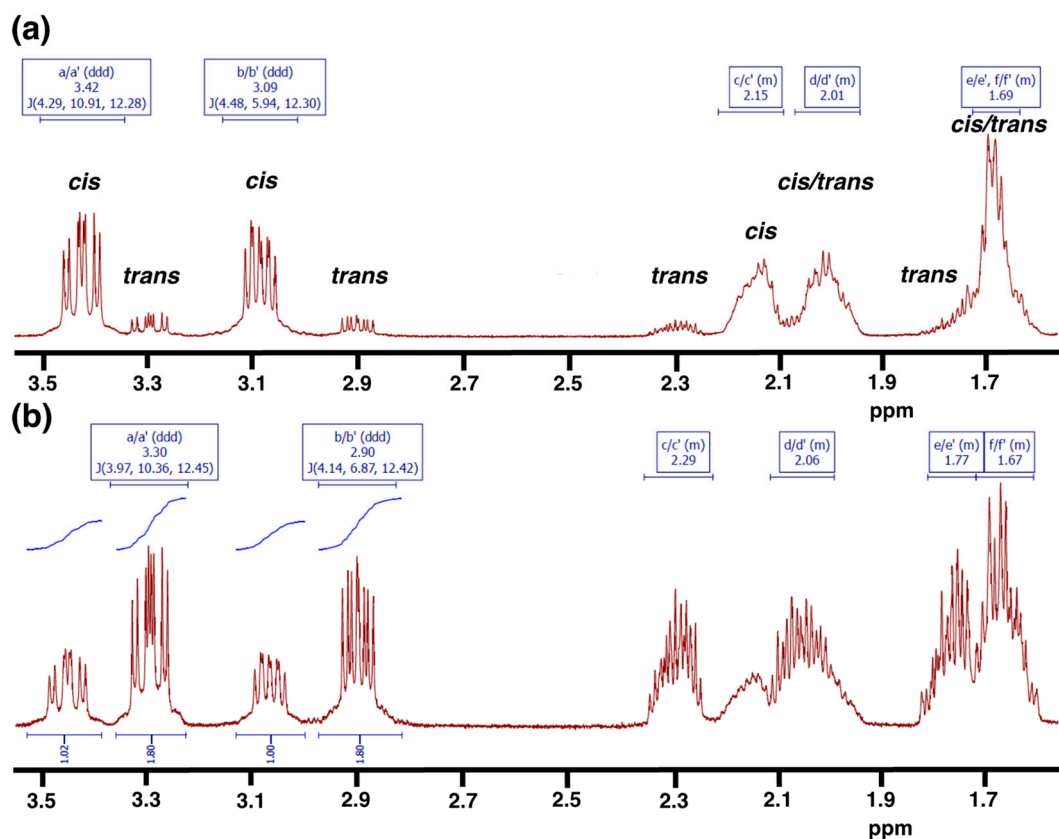 (a)
a/a' (ddd)
3.42
J(4.29, 10.91, 12.28)
b/b' (ddd)
3.09
J(4.48, 5.94, 12.30)
c/c' (m)
2.15
d/d' (m)
2.01
e/e', f/f' (m)
1.69
cis
trans
cis
trans
trans
cis
cis/trans
trans
cis/trans
3.5 3.3 3.1 2.9 2.7 2.5 2.3 2.1 1.9 1.7
ppm
(b)
a/a' (ddd)
3.30
J(3.97, 10.36, 12.45)
b/b' (ddd)
2.90
J(4.14, 6.87, 12.42)
c/c' (m)
2.29
d/d' (m)
2.06
e/e' (m)
1.77
f/f' (m)
1.67
1.02
1.80
1.00
1.80
3.5 3.3 3.1 2.9 2.7 2.5 2.3 2.1 1.9 1.7
ppm